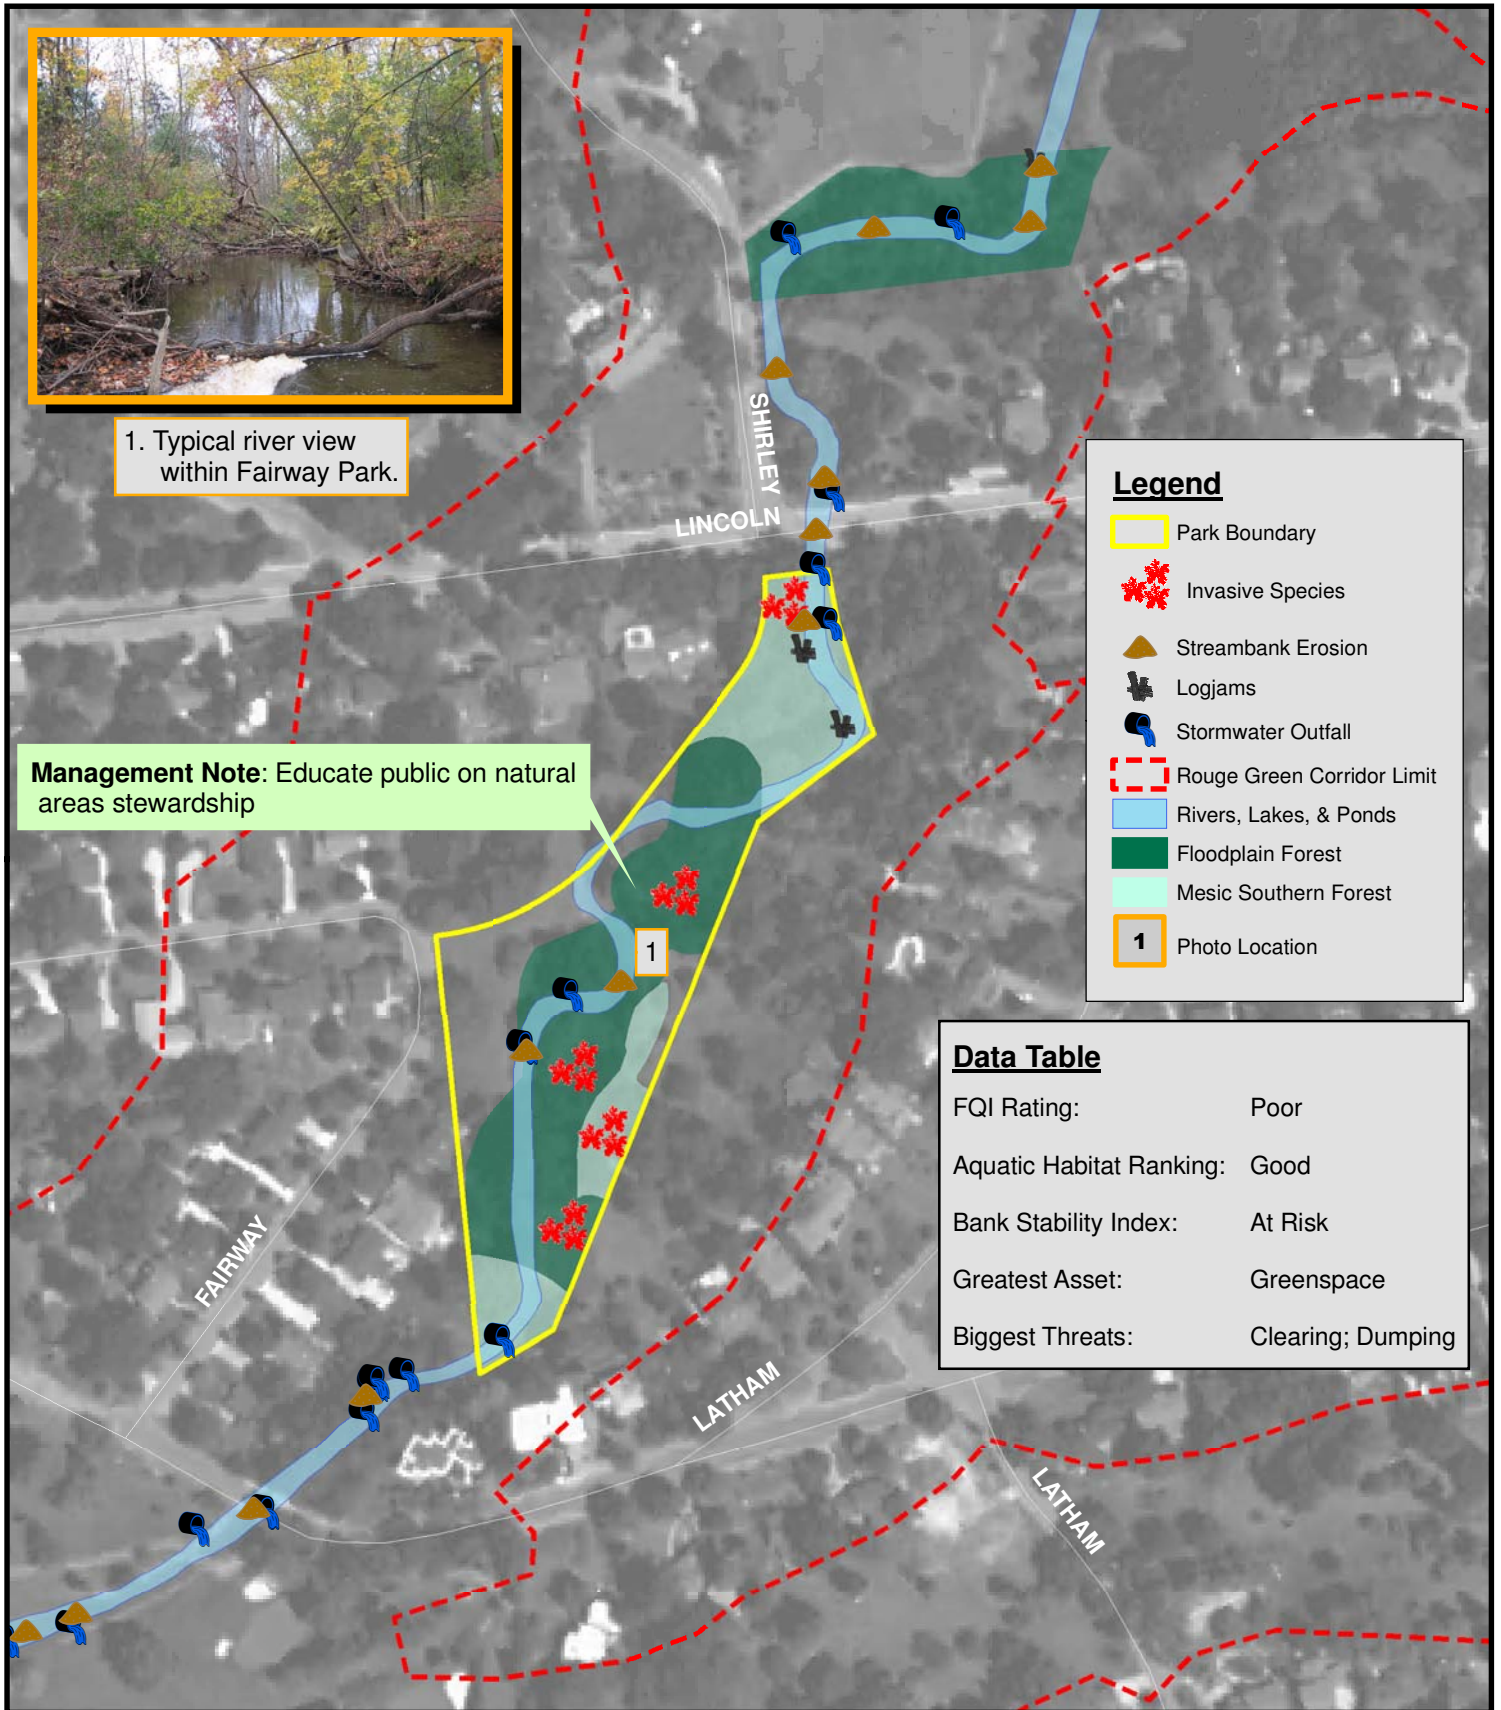 1. Typical river view
within Fairway Park.
SHIRLEY
LINCOLN
Legend
Park Boundary
Invasive Species
Streambank Erosion
Logjams
Stormwater Outfall
Rouge Green Corridor Limit
Rivers, Lakes, & Ponds
Floodplain Forest
Mesic Southern Forest
1 Photo Location
Management Note: Educate public on natural
areas stewardship
1
Data Table
FQI Rating: Poor
Aquatic Habitat Ranking: Good
Bank Stability Index: At Risk
Greatest Asset: Greenspace
Biggest Threats: Clearing; Dumping
FAIRWAY
LATHAM
LATHAM